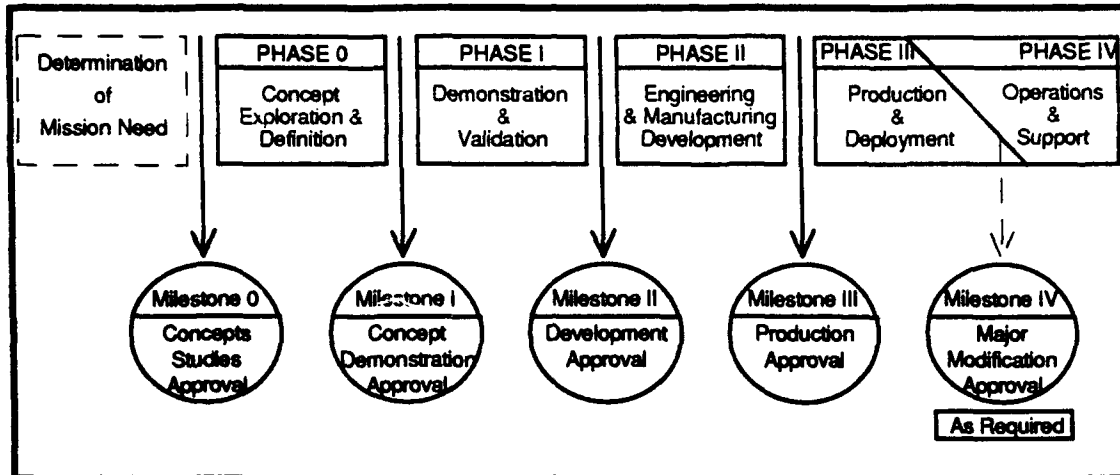 Determination
of
Mission Need
PHASE 0
Concept
Exploration &
Definition
PHASE I
Demonstration
&
Validation
PHASE II
Engineering
& Manufacturing
Development
PHASE III
Production
&
Deployment
PHASE IV
Operations
&
Support
Milestone 0
Concepts
Studies
Approval
Milestone I
Concept
Demonstration
Approval
Milestone II
Development
Approval
Milestone III
Production
Approval
Milestone IV
Major
Modification
Approval
As Required